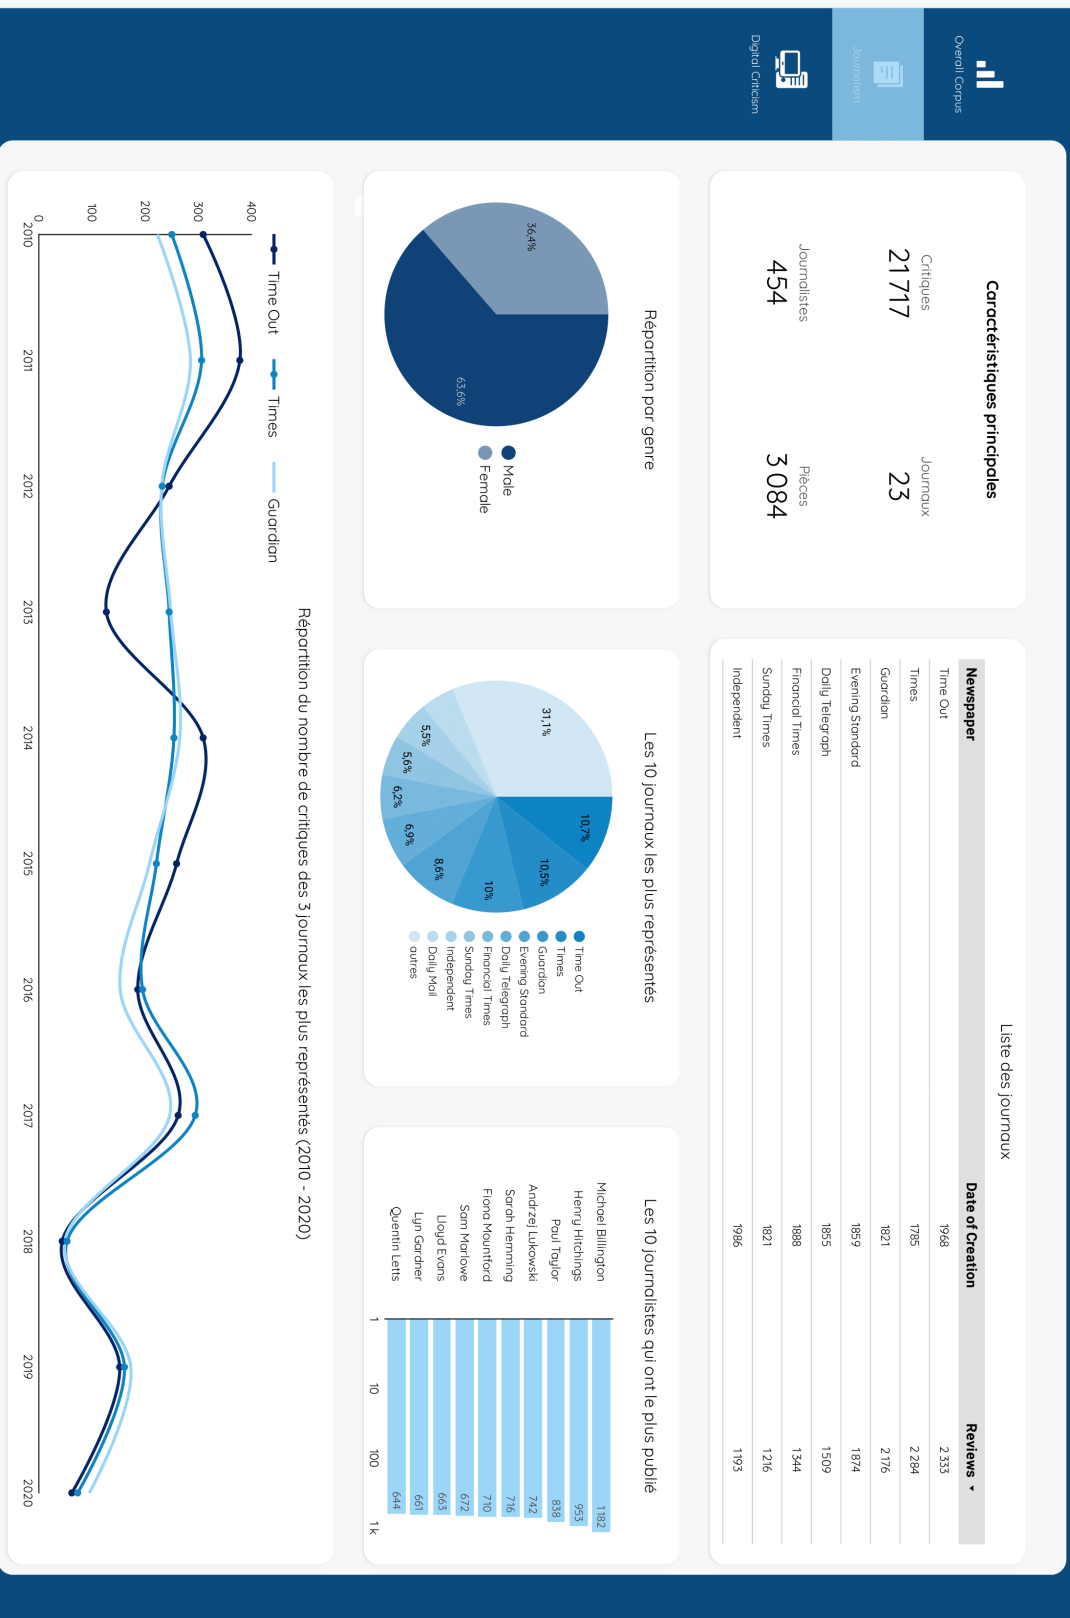 Overall Corpus
Journalism
Digital Criticism
Caractéristiques principales
Critiques
21 717
Journaux
23
Journalistes
454
Pièces
3 084
Liste des journaux
Newspaper Date of Creation Reviews ▾
Time Out 1968 2 333
Times 1785 2 284
Guardian 1821 2 176
Evening Standard 1859 1 874
Daily Telegraph 1855 1 509
Financial Times 1888 1 344
Sunday Times 1821 1 216
Independent 1986 1 193
Répartition par genre
36,4%
63,6%
Male
Female
Les 10 journaux les plus représentés
31,1%
10,7%
10,5%
10%
8,6%
6,9%
6,2%
5,6%
5,5%
Time Out
Times
Guardian
Evening Standard
Daily Telegraph
Financial Times
Sunday Times
Independent
Daily Mail
autres
Les 10 journalistes qui ont le plus publié
Michael Billington 1 182
Henry Hitchings 953
Paul Taylor 838
Andrzej Lukowski 742
Sarah Hemming 716
Fiona Mountford 710
Sam Marlowe 672
Lloyd Evans 663
Lyn Gardner 661
Quentin Letts 644
1 10 100 1 k
Répartition du nombre de critiques des 3 journaux les plus représentés (2010 - 2020)
Time Out Times Guardian
400
300
200
100
0
2010 2011 2012 2013 2014 2015 2016 2017 2018 2019 2020